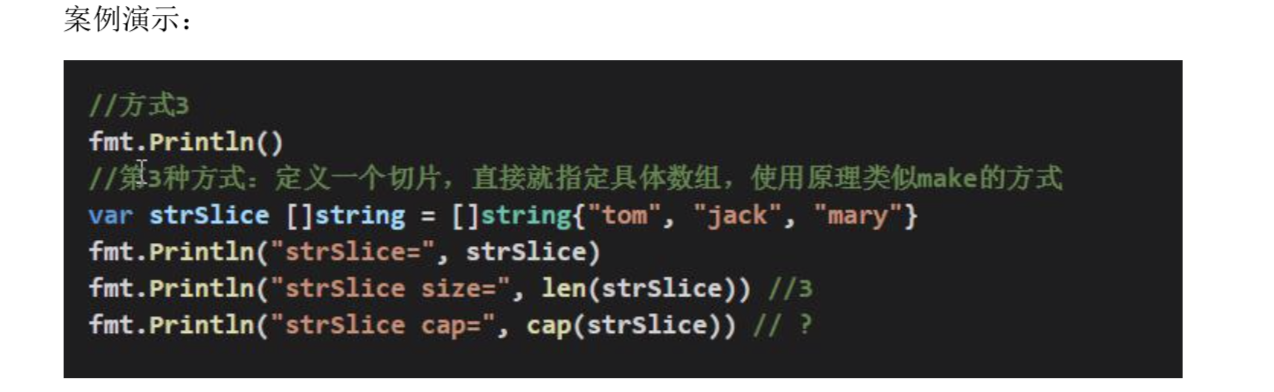 案例演示：
//方式3
fmt.Println()
//第3种方式：定义一个切片，直接就指定具体数组，使用原理类似make的方式
var strSlice []string = []string{"tom", "jack", "mary"}
fmt.Println("strSlice=", strSlice)
fmt.Println("strSlice size=", len(strSlice)) //3
fmt.Println("strSlice cap=", cap(strSlice)) // ?